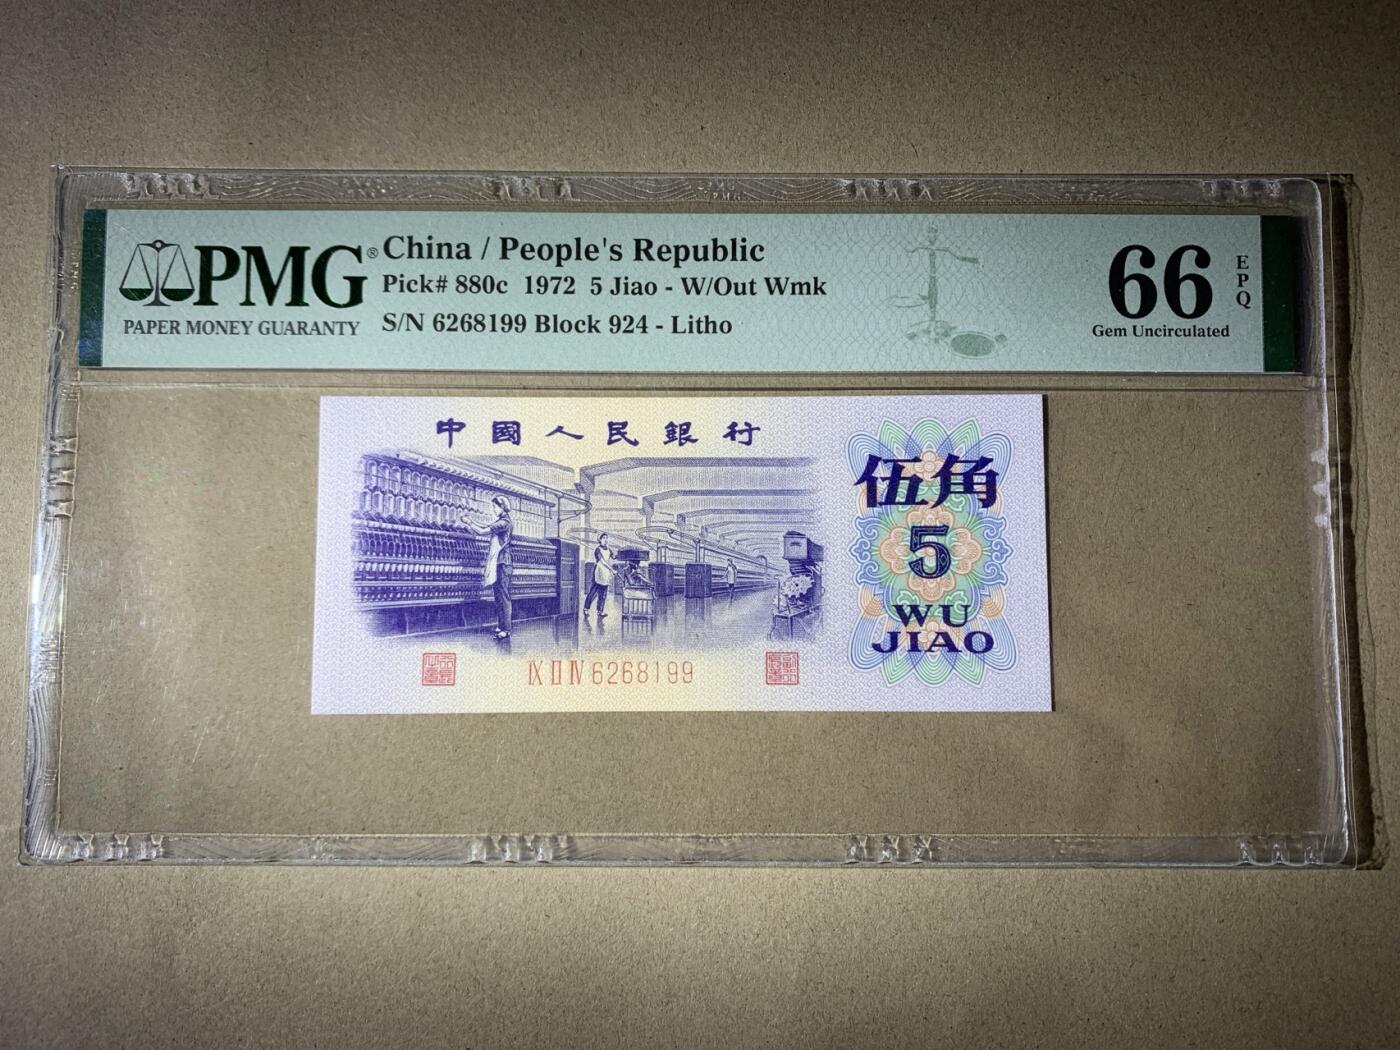 PMG®
PAPER MONEY GUARANTY
China / People's Republic
Pick# 880c 1972 5 Jiao - W/Out Wmk
S/N 6268199 Block 924 - Litho
66
EPQ
Gem Uncirculated
中國人民銀行
伍角
5
WU
JIAO
IX II IV 6268199